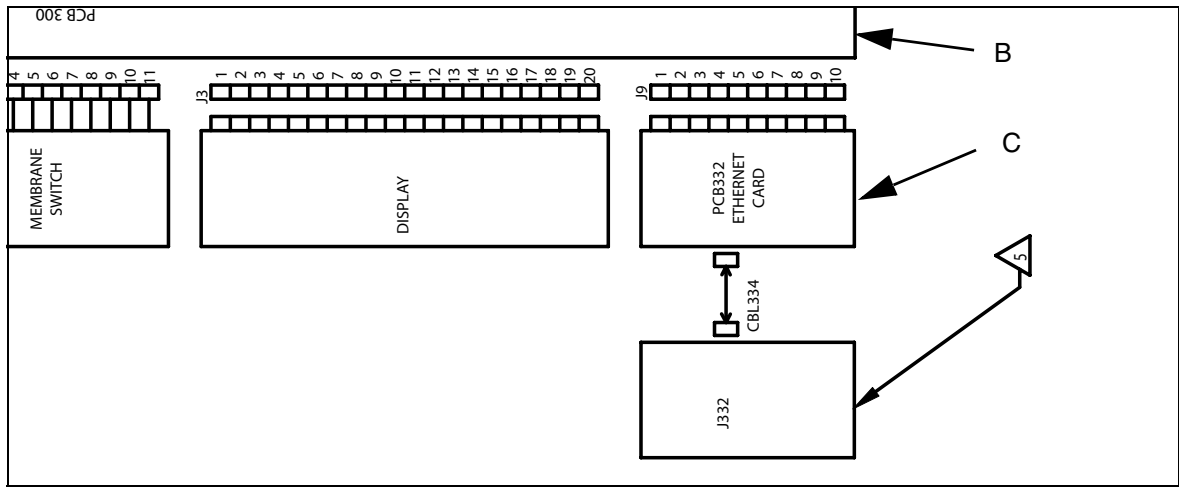 PCB 300
B
4 5 6 7 8 9 10 11
J3
1 2 3 4 5 6 7 8 9 10 11 12 13 14 15 16 17 18 19 20
J9
1 2 3 4 5 6 7 8 9 10
MEMBRANE
SWITCH
DISPLAY
PCB332
ETHERNET
CARD
C
5
CBL334
J332